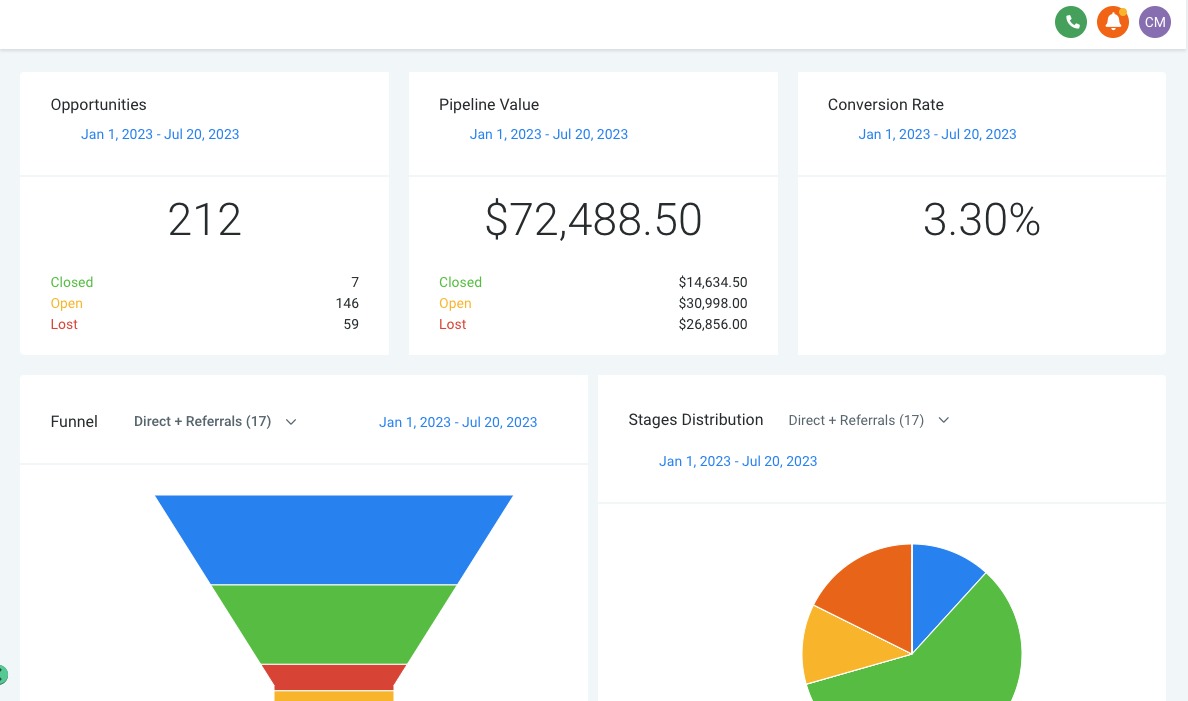 CM
Opportunities
Jan 1, 2023 - Jul 20, 2023
212
Closed 7
Open 146
Lost 59
Pipeline Value
Jan 1, 2023 - Jul 20, 2023
$72,488.50
Closed $14,634.50
Open $30,998.00
Lost $26,856.00
Conversion Rate
Jan 1, 2023 - Jul 20, 2023
3.30%
Funnel Direct + Referrals (17) Jan 1, 2023 - Jul 20, 2023
Stages Distribution Direct + Referrals (17)
Jan 1, 2023 - Jul 20, 2023